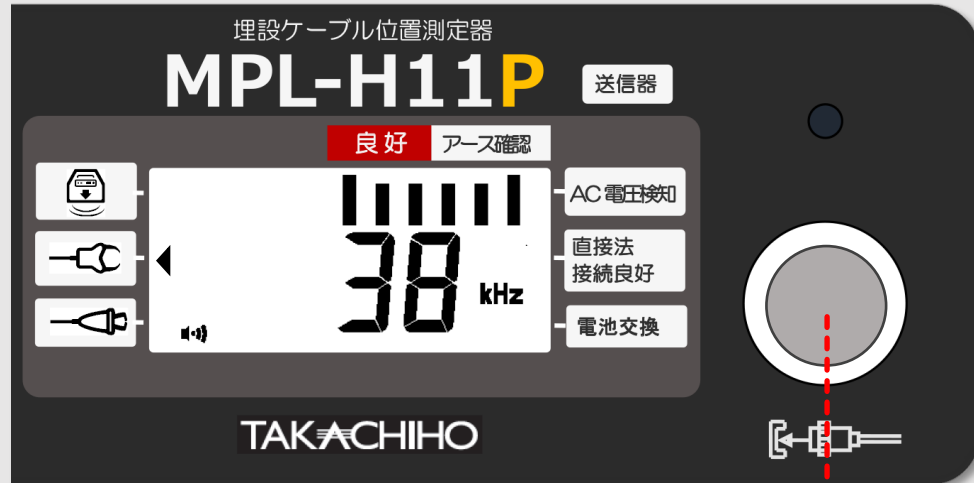 埋設ケーブル位置測定器
MPL-H11P
送信器
良好
アース確認
AC電圧検知
直接法
接続良好
38 kHz
電池交換
TAKACHIHO